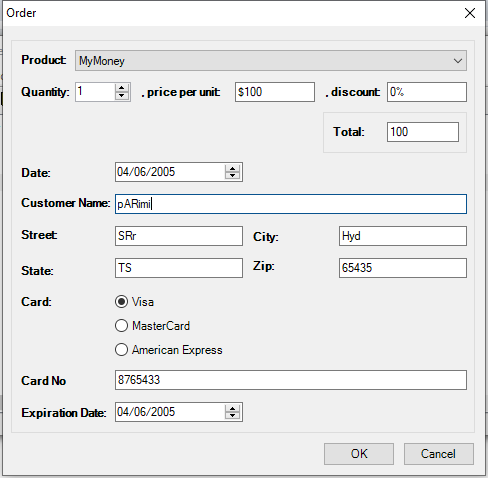 Order
Product: MyMoney
Quantity: 1 , price per unit: $100 , discount: 0%
Total: 100
Date: 04/06/2005
Customer Name: pARimi
Street: SRr City: Hyd
State: TS Zip: 65435
Card: Visa
MasterCard
American Express
Card No 8765433
Expiration Date: 04/06/2005
OK Cancel